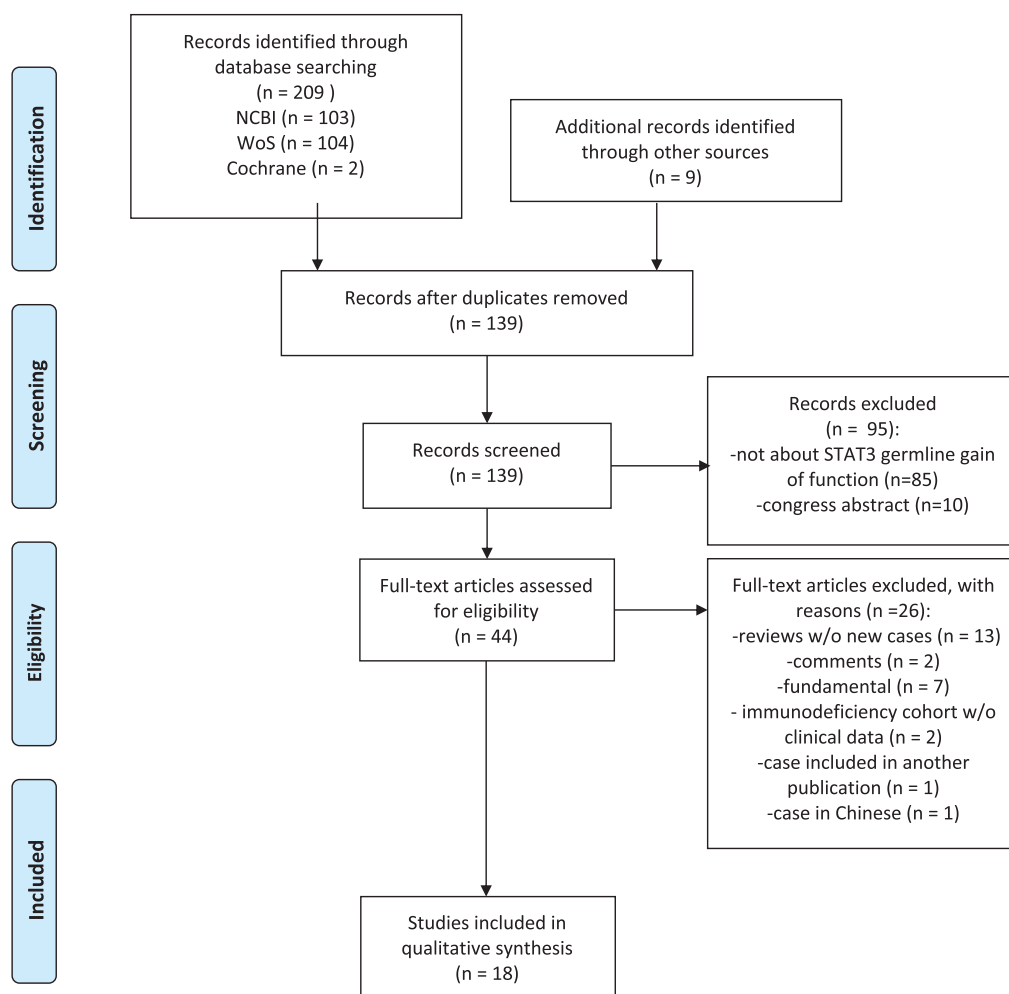 Identification
Records identified through
database searching
(n = 209 )
NCBI (n = 103)
WoS (n = 104)
Cochrane (n = 2)
Additional records identified
through other sources
(n = 9)
Records after duplicates removed
(n = 139)
Screening
Records screened
(n = 139)
Records excluded
(n =  95):
-not about STAT3 germline gain
of function (n=85)
-congress abstract (n=10)
Eligibility
Full-text articles assessed
for eligibility
(n = 44)
Full-text articles excluded, with
reasons (n =26):
-reviews w/o new cases (n = 13)
-comments (n = 2)
-fundamental (n = 7)
- immunodeficiency cohort w/o
clinical data (n = 2)
-case included in another
publication (n = 1)
-case in Chinese (n = 1)
Included
Studies included in
qualitative synthesis
(n = 18)